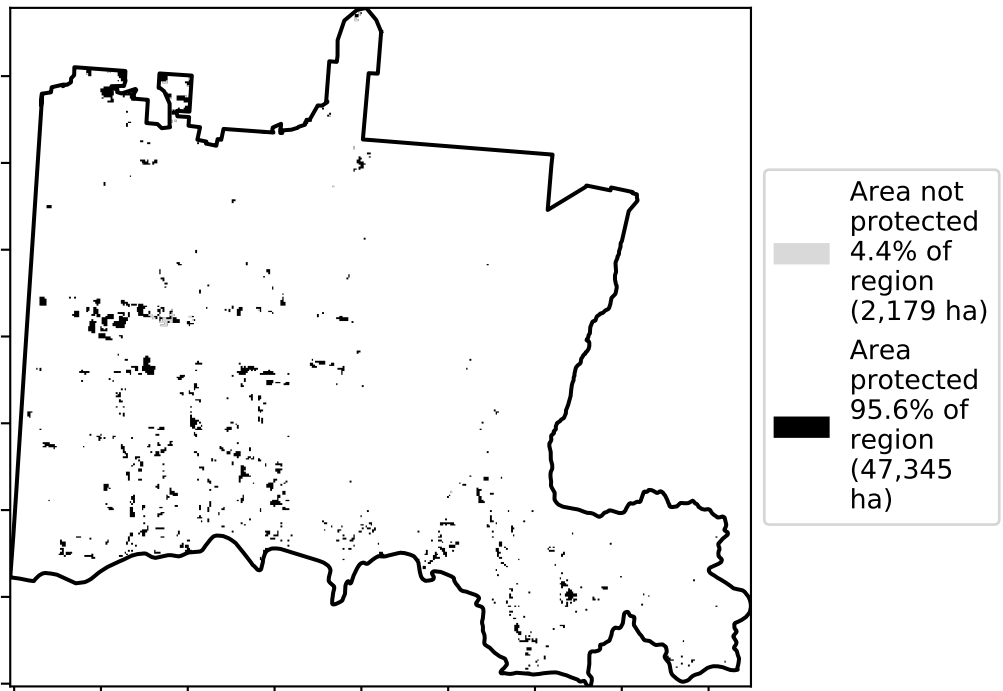 Area not
protected
4.4% of
region
(2,179 ha)
Area
protected
95.6% of
region
(47,345
ha)